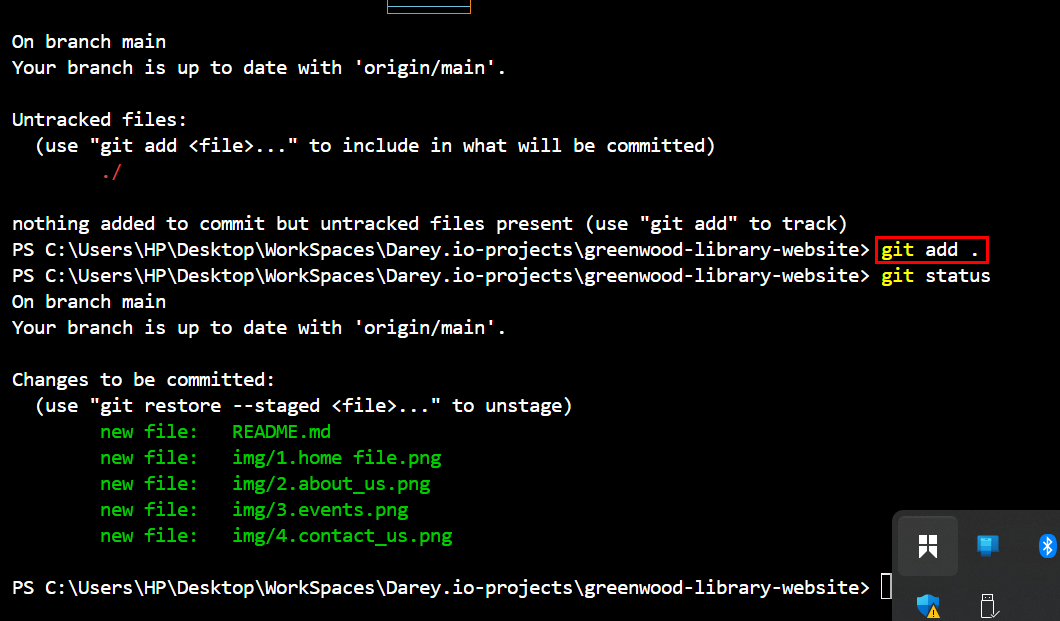 On branch main
Your branch is up to date with 'origin/main'.
Untracked files:
  (use "git add <file>..." to include in what will be committed)
        ./
nothing added to commit but untracked files present (use "git add" to track)
PS C:\Users\HP\Desktop\WorkSpaces\Darey.io-projects\greenwood-library-website> git add .
PS C:\Users\HP\Desktop\WorkSpaces\Darey.io-projects\greenwood-library-website> git status
On branch main
Your branch is up to date with 'origin/main'.
Changes to be committed:
  (use "git restore --staged <file>..." to unstage)
        new file:   README.md
        new file:   img/1.home file.png
        new file:   img/2.about_us.png
        new file:   img/3.events.png
        new file:   img/4.contact_us.png
PS C:\Users\HP\Desktop\WorkSpaces\Darey.io-projects\greenwood-library-website>